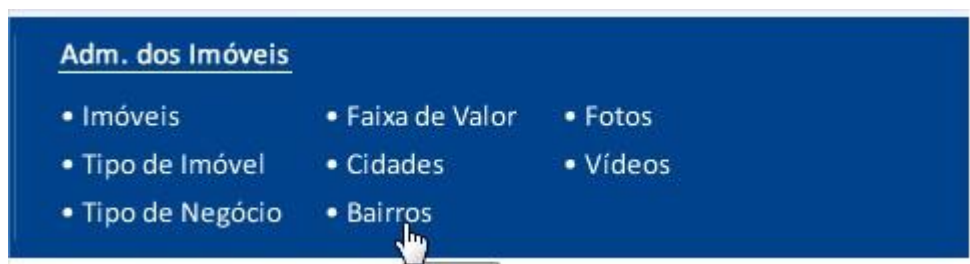 Adm. dos Imóveis
• Imóveis
• Tipo de Imóvel
• Tipo de Negócio
• Faixa de Valor
• Cidades
• Bairros
• Fotos
• Vídeos